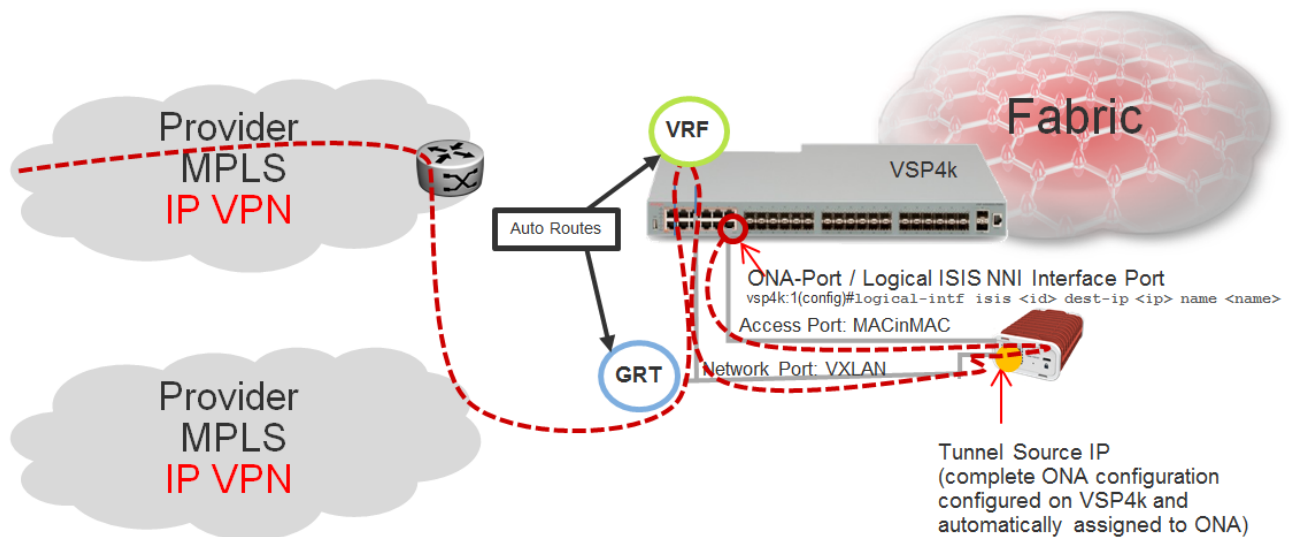 Provider
MPLS
IP VPN
VRF
Fabric
VSP4k
Auto Routes
ONA-Port / Logical ISIS NNI Interface Port
vsp4k:1(config)#logical-intf isis <id> dest-ip <ip> name <name>
Access Port: MACinMAC
GRT
Network Port: VXLAN
Provider
MPLS
IP VPN
Tunnel Source IP
(complete ONA configuration
configured on VSP4k and
automatically assigned to ONA)